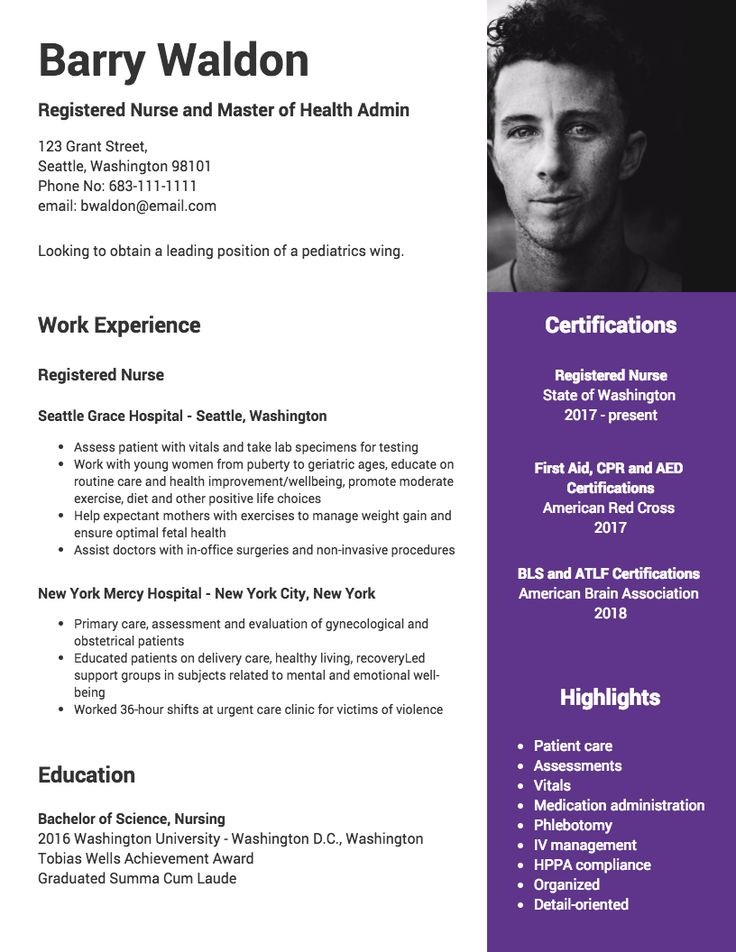 Barry Waldon
Registered Nurse and Master of Health Admin
123 Grant Street,
Seattle, Washington 98101
Phone No: 683-111-1111
email: bwaldon@email.com
Looking to obtain a leading position of a pediatrics wing.
Work Experience
Registered Nurse
Seattle Grace Hospital - Seattle, Washington
• Assess patient with vitals and take lab specimens for testing
• Work with young women from puberty to geriatric ages, educate on
routine care and health improvement/wellbeing, promote moderate
exercise, diet and other positive life choices
• Help expectant mothers with exercises to manage weight gain and
ensure optimal fetal health
• Assist doctors with in-office surgeries and non-invasive procedures
New York Mercy Hospital - New York City, New York
• Primary care, assessment and evaluation of gynecological and
obstetrical patients
• Educated patients on delivery care, healthy living, recoveryLed
support groups in subjects related to mental and emotional well-
being
• Worked 36-hour shifts at urgent care clinic for victims of violence
Education
Bachelor of Science, Nursing
2016 Washington University - Washington D.C., Washington
Tobias Wells Achievement Award
Graduated Summa Cum Laude
Certifications
Registered Nurse
State of Washington
2017 - present
First Aid, CPR and AED
Certifications
American Red Cross
2017
BLS and ATLF Certifications
American Brain Association
2018
Highlights
• Patient care
• Assessments
• Vitals
• Medication administration
• Phlebotomy
• IV management
• HPPA compliance
• Organized
• Detail-oriented